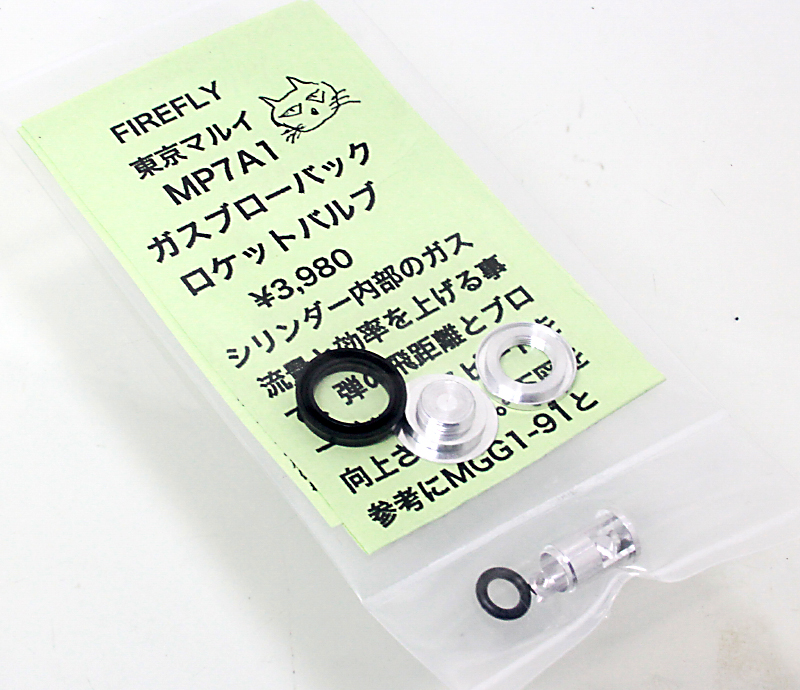 FIREFLY
東京マルイ
MP7A1
ガスブローバック
ロケットバルブ
¥3,980
シリンダー内部のガス
流量と効率を上げる事
弾の飛距離とブロ
向上さ
参考にMGG1-91と